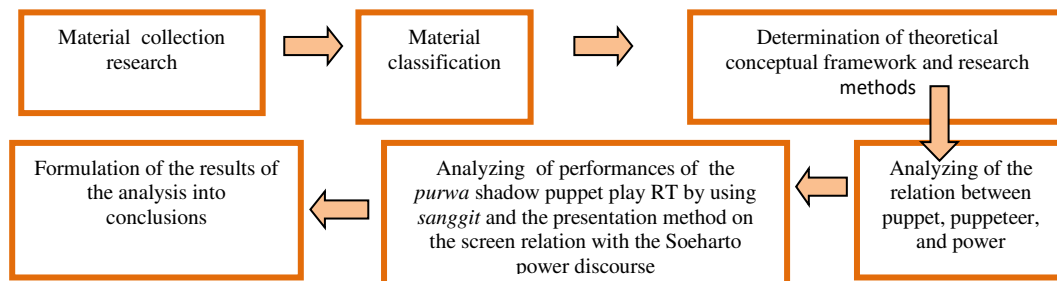 Material collection
research
Material
classification
Determination of theoretical
conceptual framework and research
methods
Analyzing of the
relation between
puppet, puppeteer,
and power
Analyzing of performances of the
purwa shadow puppet play RT by using
sanggit and the presentation method on
the screen relation with the Soeharto
power discourse
Formulation of the results of
the analysis into
conclusions